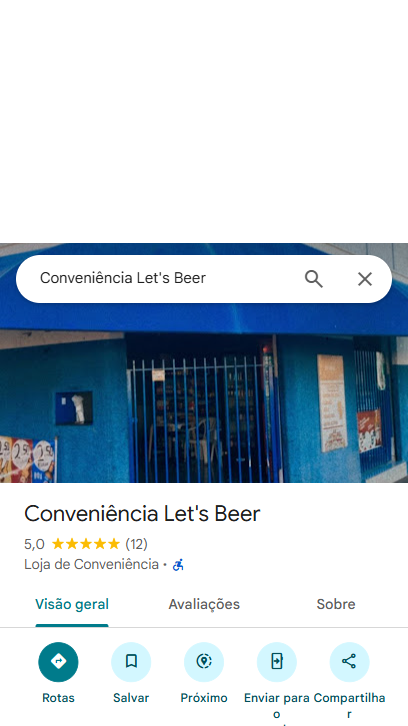 Conveniência Let's Beer
Conveniência Let's Beer
5,0 (12)
Loja de Conveniência ·
Visão geral
Avaliações
Sobre
Rotas
Salvar
Próximo
Enviar para
o
Compartilha
r